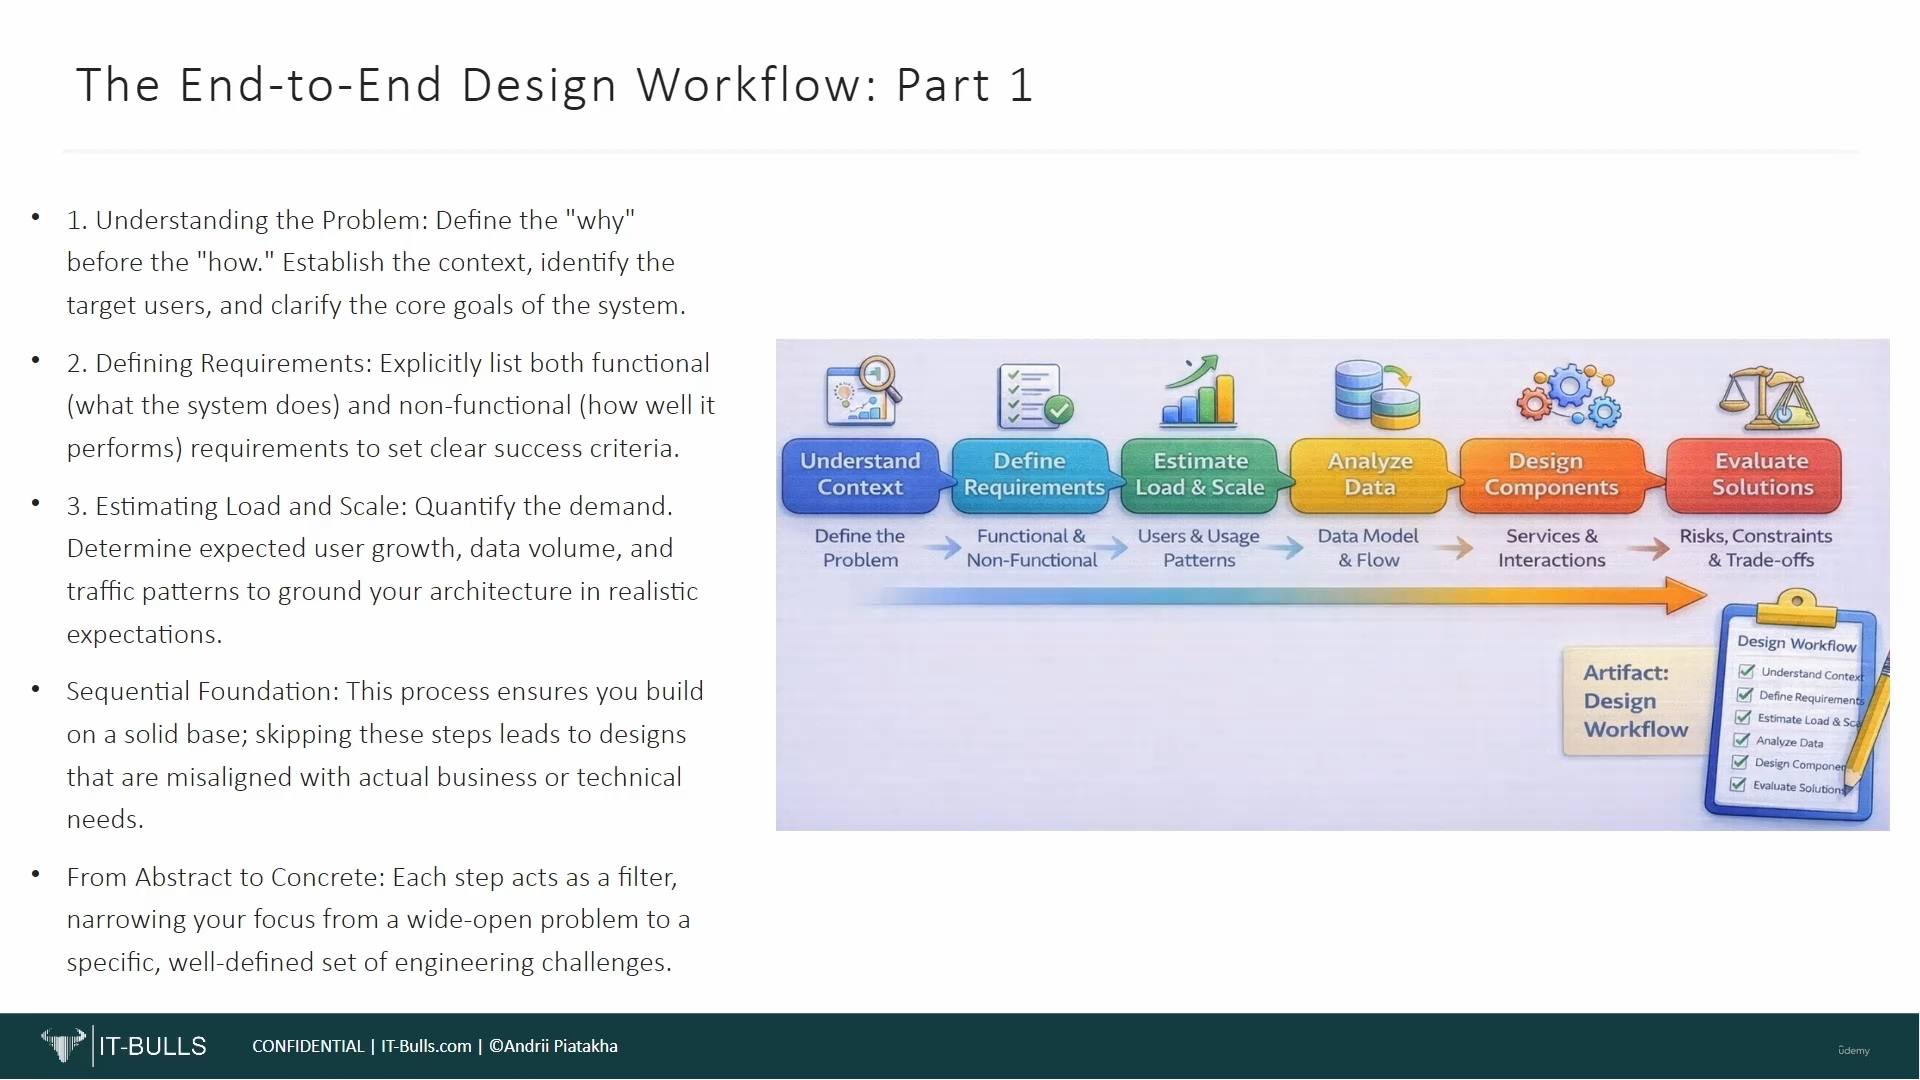 The End-to-End Design Workflow: Part 1
• 1. Understanding the Problem: Define the "why"
before the "how." Establish the context, identify the
target users, and clarify the core goals of the system.
• 2. Defining Requirements: Explicitly list both functional
(what the system does) and non-functional (how well it
performs) requirements to set clear success criteria.
• 3. Estimating Load and Scale: Quantify the demand.
Determine expected user growth, data volume, and
traffic patterns to ground your architecture in realistic
expectations.
• Sequential Foundation: This process ensures you build
on a solid base; skipping these steps leads to designs
that are misaligned with actual business or technical
needs.
• From Abstract to Concrete: Each step acts as a filter,
narrowing your focus from a wide-open problem to a
specific, well-defined set of engineering challenges.
Understand
Context
Define the
Problem
Define
Requirements
Functional &
Non-Functional
Estimate
Load & Scale
Users & Usage
Patterns
Analyze
Data
Data Model
& Flow
Design
Components
Services &
Interactions
Evaluate
Solutions
Risks, Constraints
& Trade-offs
Artifact:
Design
Workflow
Design Workflow
Understand Context
Define Requirements
Estimate Load & Sca
Analyze Data
Design Componen
Evaluate Solutions
IT-BULLS
CONFIDENTIAL | IT-Bulls.com | ©Andrii Piatakha
udemy